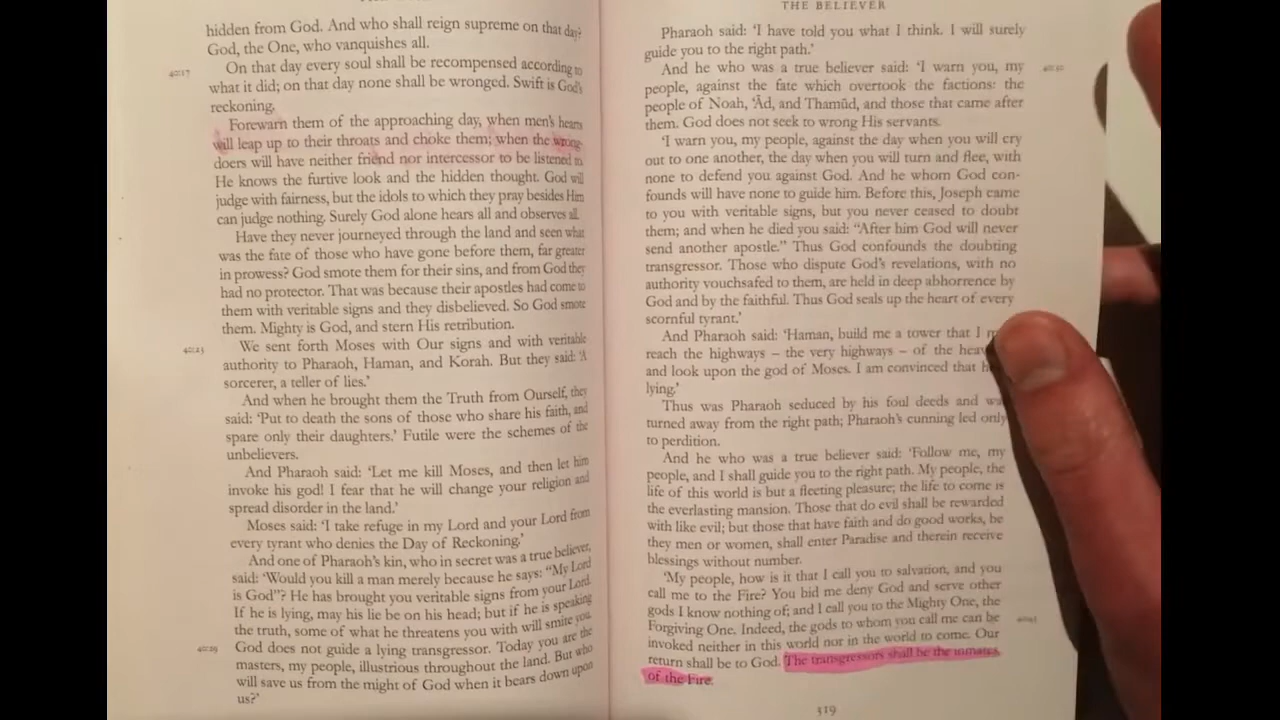 hidden from God. And who shall reign supreme on that day?
God, the One, who vanquishes all.
40:17
On that day every soul shall be recompensed according to
what it did; on that day none shall be wronged. Swift is God's
reckoning.
Forewarn them of the approaching day, when men's hearts
will leap up to their throats and choke them; when the wrong-
doers will have neither friend nor intercessor to be listened to.
He knows the furtive look and the hidden thought. God will
judge with fairness, but the idols to which they pray besides Him
can judge nothing. Surely God alone hears all and observes all.
Have they never journeyed through the land and seen what
was the fate of those who have gone before them, far greater
in prowess? God smote them for their sins, and from God they
had no protector. That was because their apostles had come to
them with veritable signs and they disbelieved. So God smote
them. Mighty is God, and stern His retribution.
40:23
We sent forth Moses with Our signs and with veritable
authority to Pharaoh, Haman, and Korah. But they said: 'A
sorcerer, a teller of lies.'
And when he brought them the Truth from Ourself, they
said: 'Put to death the sons of those who share his faith, and
spare only their daughters.' Futile were the schemes of the
unbelievers.
And Pharaoh said: 'Let me kill Moses, and then let him
invoke his god! I fear that he will change your religion and
spread disorder in the land.'
Moses said: 'I take refuge in my Lord and your Lord from
every tyrant who denies the Day of Reckoning.'
And one of Pharaoh's kin, who in secret was a true believer,
said: 'Would you kill a man merely because he says: "My Lord
is God"? He has brought you veritable signs from your Lord.
If he is lying, may his lie be on his head; but if he is speaking
the truth, some of what he threatens you with will smite you.
40:29
God does not guide a lying transgressor. Today you are the
masters, my people, illustrious throughout the land. But who
will save us from the might of God when it bears down upon
us?'
THE BELIEVER
Pharaoh said: 'I have told you what I think. I will surely
guide you to the right path.'
40:30
And he who was a true believer said: 'I warn you, my
people, against the fate which overtook the factions: the
people of Noah, 'Ād, and Thamūd, and those that came after
them. God does not seek to wrong His servants.
'I warn you, my people, against the day when you will cry
out to one another, the day when you will turn and flee, with
none to defend you against God. And he whom God con-
founds will have none to guide him. Before this, Joseph came
to you with veritable signs, but you never ceased to doubt
them; and when he died you said: "After him God will never
send another apostle." Thus God confounds the doubting
transgressor. Those who dispute God's revelations, with no
authority vouchsafed to them, are held in deep abhorrence by
God and by the faithful. Thus God seals up the heart of every
scornful tyrant.'
And Pharaoh said: 'Haman, build me a tower that I
reach the highways – the very highways – of the
and look upon the god of Moses. I am convinced that
lying.'
Thus was Pharaoh seduced by his foul deeds and
turned away from the right path; Pharaoh's cunning led only
to perdition.
And he who was a true believer said: 'Follow me, my
people, and I shall guide you to the right path. My people, the
life of this world is but a fleeting pleasure; the life to come is
the everlasting mansion. Those that do evil shall be rewarded
with like evil; but those that have faith and do good works, be
they men or women, shall enter Paradise and therein receive
blessings without number.
'My people, how is it that I call you to salvation, and you
call me to the Fire? You bid me deny God and serve other
gods I know nothing of; and I call you to the Mighty One, the
Forgiving One. Indeed, the gods to whom you call me can be
invoked neither in this world nor in the world to come. Our
return shall be to God. The transgressors shall be the inmates
of the Fire.
319